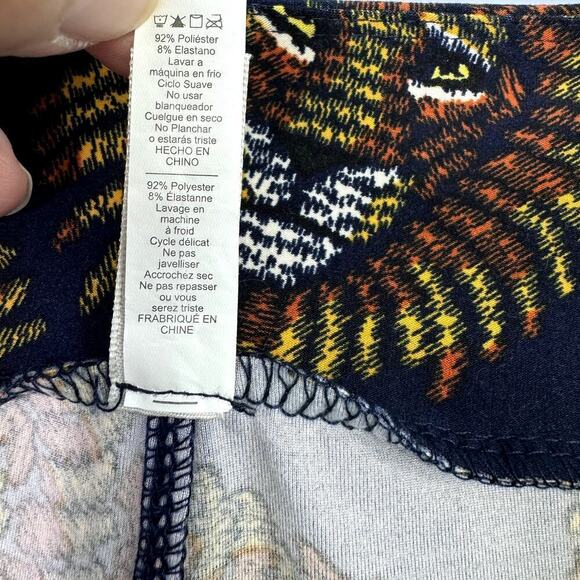 92% Poliéster
8% Elastano
Lavar a
máquina en frío
Ciclo Suave
No usar
blanqueador
Cuelgue en seco
No Planchar
o estarás triste
HECHO EN
CHINO
92% Polyester
8% Élastanne
Lavage en
machine
à froid
Cycle délicat
Ne pas
javelliser
Accrochez sec
Ne pas repasser
ou vous
serez triste
FRABRIQUÉ EN
CHINE